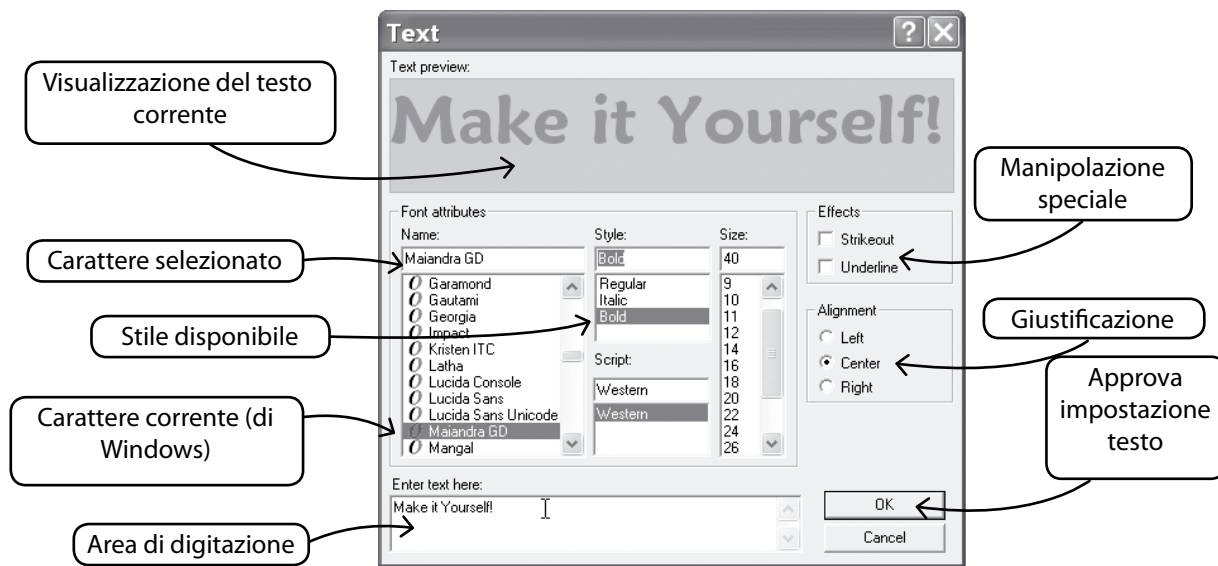 Text
Text preview:
Make it Yourself!
Visualizzazione del testo
corrente
Manipolazione
speciale
Font attributes
Name:
Style:
Size:
Effects
Maiandra GD
Bold
40
Strikeout
Underline
Carattere selezionato
Garamond
Gautami
Georgia
Impact
Kristen ITC
Latha
Lucida Console
Lucida Sans
Lucida Sans Unicode
Maiandra GD
Mangal
Regular
Italic
Bold
Script:
Western
Western
9
10
11
12
14
16
18
20
22
24
26
Stile disponibile
Alignment
Left
Center
Right
Giustificazione
Carattere corrente (di
Windows)
Approva
impostazione
testo
Enter text here:
Make it Yourself!
Area di digitazione
OK
Cancel